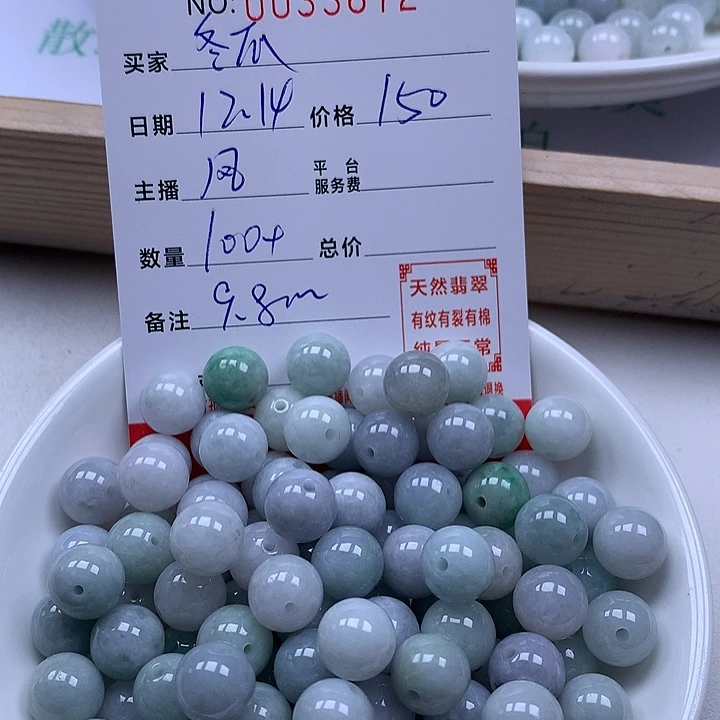 NO: 0033672
买家 冬瓜
日期 12.14 价格 150
主播 风 平台服务费
数量 100+ 总价
备注 9.8m
天然翡翠
有纹有裂有棉
散